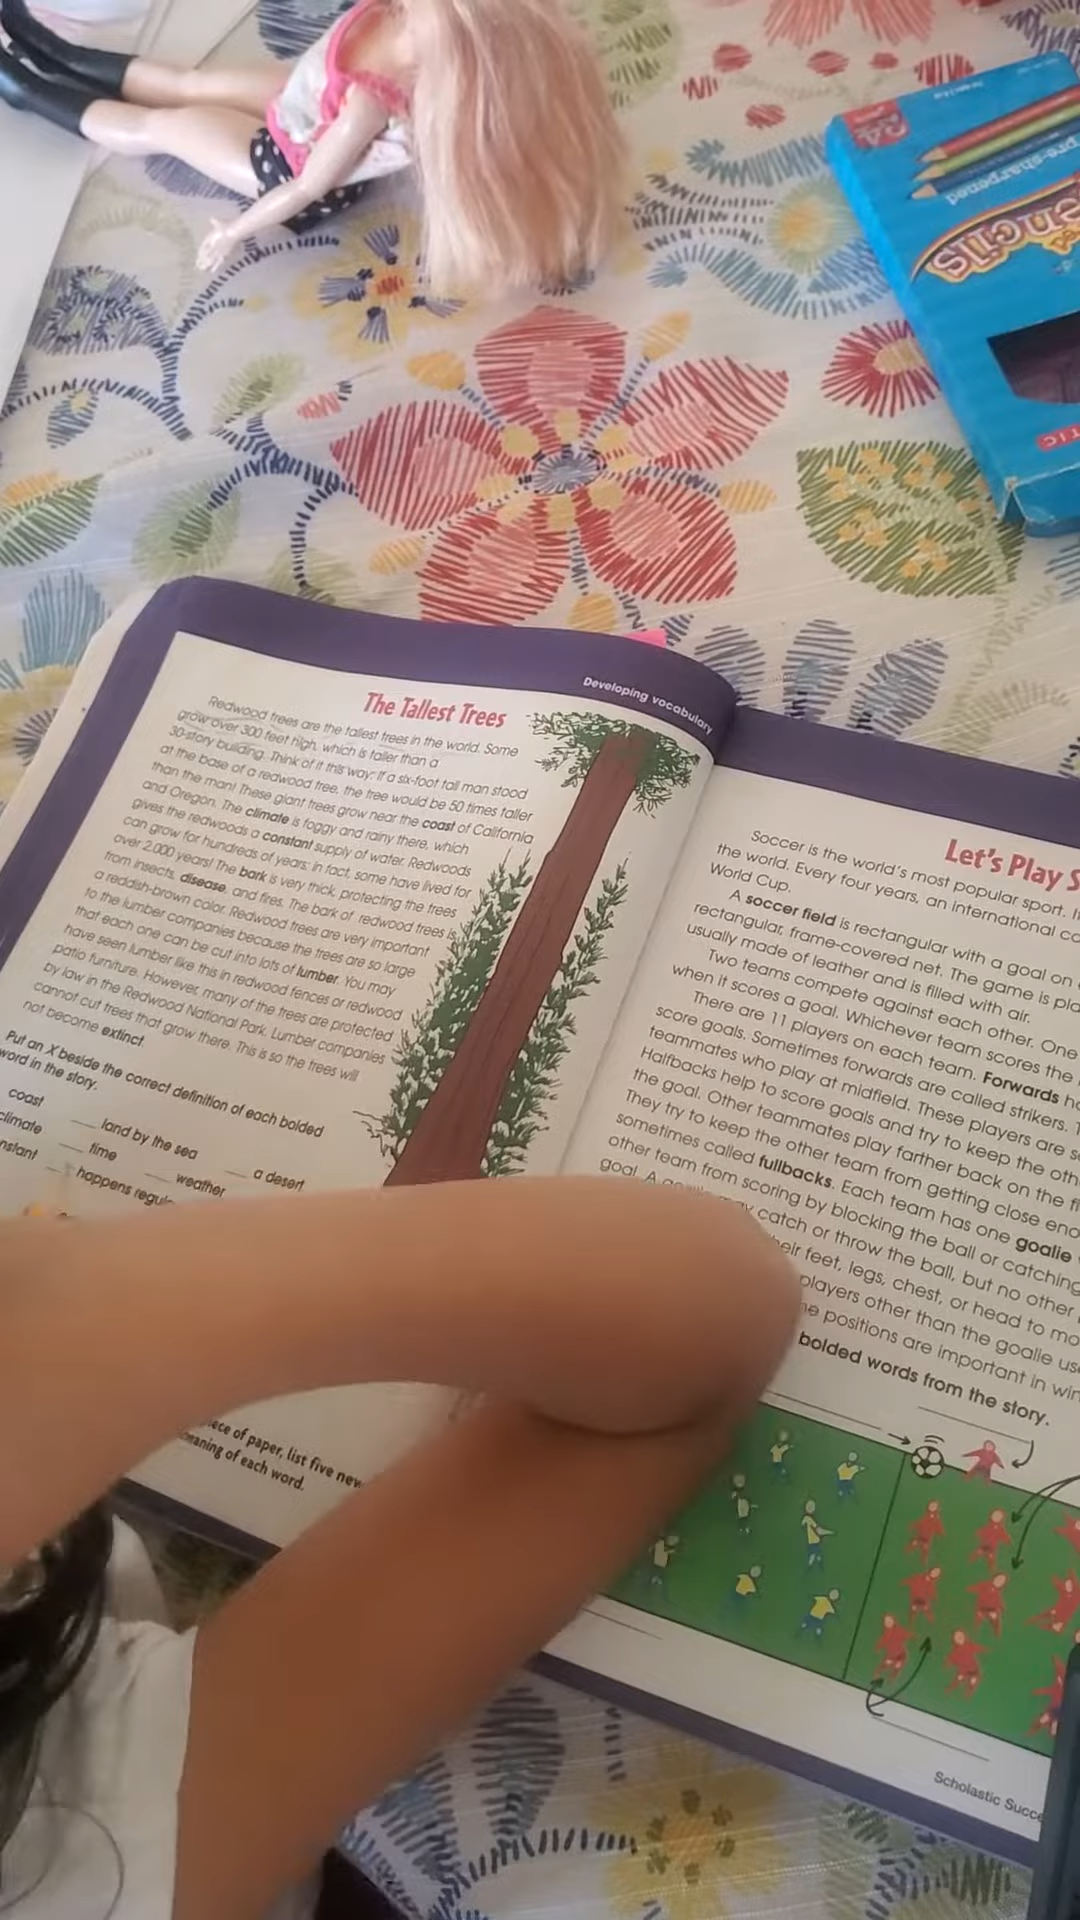 24
pre-sharpened
encils
TIC
Developing vocabulary
The Tallest Trees
Redwood trees are the tallest trees in the world. Some
grow over 300 feet high, which is taller than a
30-story building. Think of it this way: If a six-foot tall man stood
at the base of a redwood tree, the tree would be 50 times taller
than the man! These giant trees grow near the coast of California
and Oregon. The climate is foggy and rainy there, which
gives the redwoods a constant supply of water. Redwoods
can grow for hundreds of years; in fact, some have lived for
over 2,000 years! The bark is very thick, protecting the trees
from insects, disease, and fires. The bark of redwood trees is
a reddish-brown color. Redwood trees are very important
to the lumber companies because the trees are so large
that each one can be cut into lots of lumber. You may
have seen lumber like this in redwood fences or redwood
patio furniture. However, many of the trees are protected
by law in the Redwood National Park. Lumber companies
cannot cut trees that grow there. This is so the trees will
not become extinct.
Put an X beside the correct definition of each bolded
word in the story.
coast ___ land by the sea ___ a desert
climate ___ time ___ weather
nstant ___ happens regul
iece of paper, list five new
eaning of each word.
Let's Play S
Soccer is the world's most popular sport. I
the world. Every four years, an international co
World Cup.
A soccer field is rectangular with a goal on
rectangular, frame-covered net. The game is pla
usually made of leather and is filled with air.
Two teams compete against each other. One
when it scores a goal. Whichever team scores the
There are 11 players on each team. Forwards ha
score goals. Sometimes forwards are called strikers. T
teammates who play at midfield. These players are s
Halfbacks help to score goals and try to keep the oth
the goal. Other teammates play farther back on the fi
They try to keep the other team from getting close eno
sometimes called fullbacks. Each team has one goalie
other team from scoring by blocking the ball or catching
goal. A may catch or throw the ball, but no other
heir feet, legs, chest, or head to mo
players other than the goalie us
e positions are important in win
bolded words from the story.
Scholastic Succe